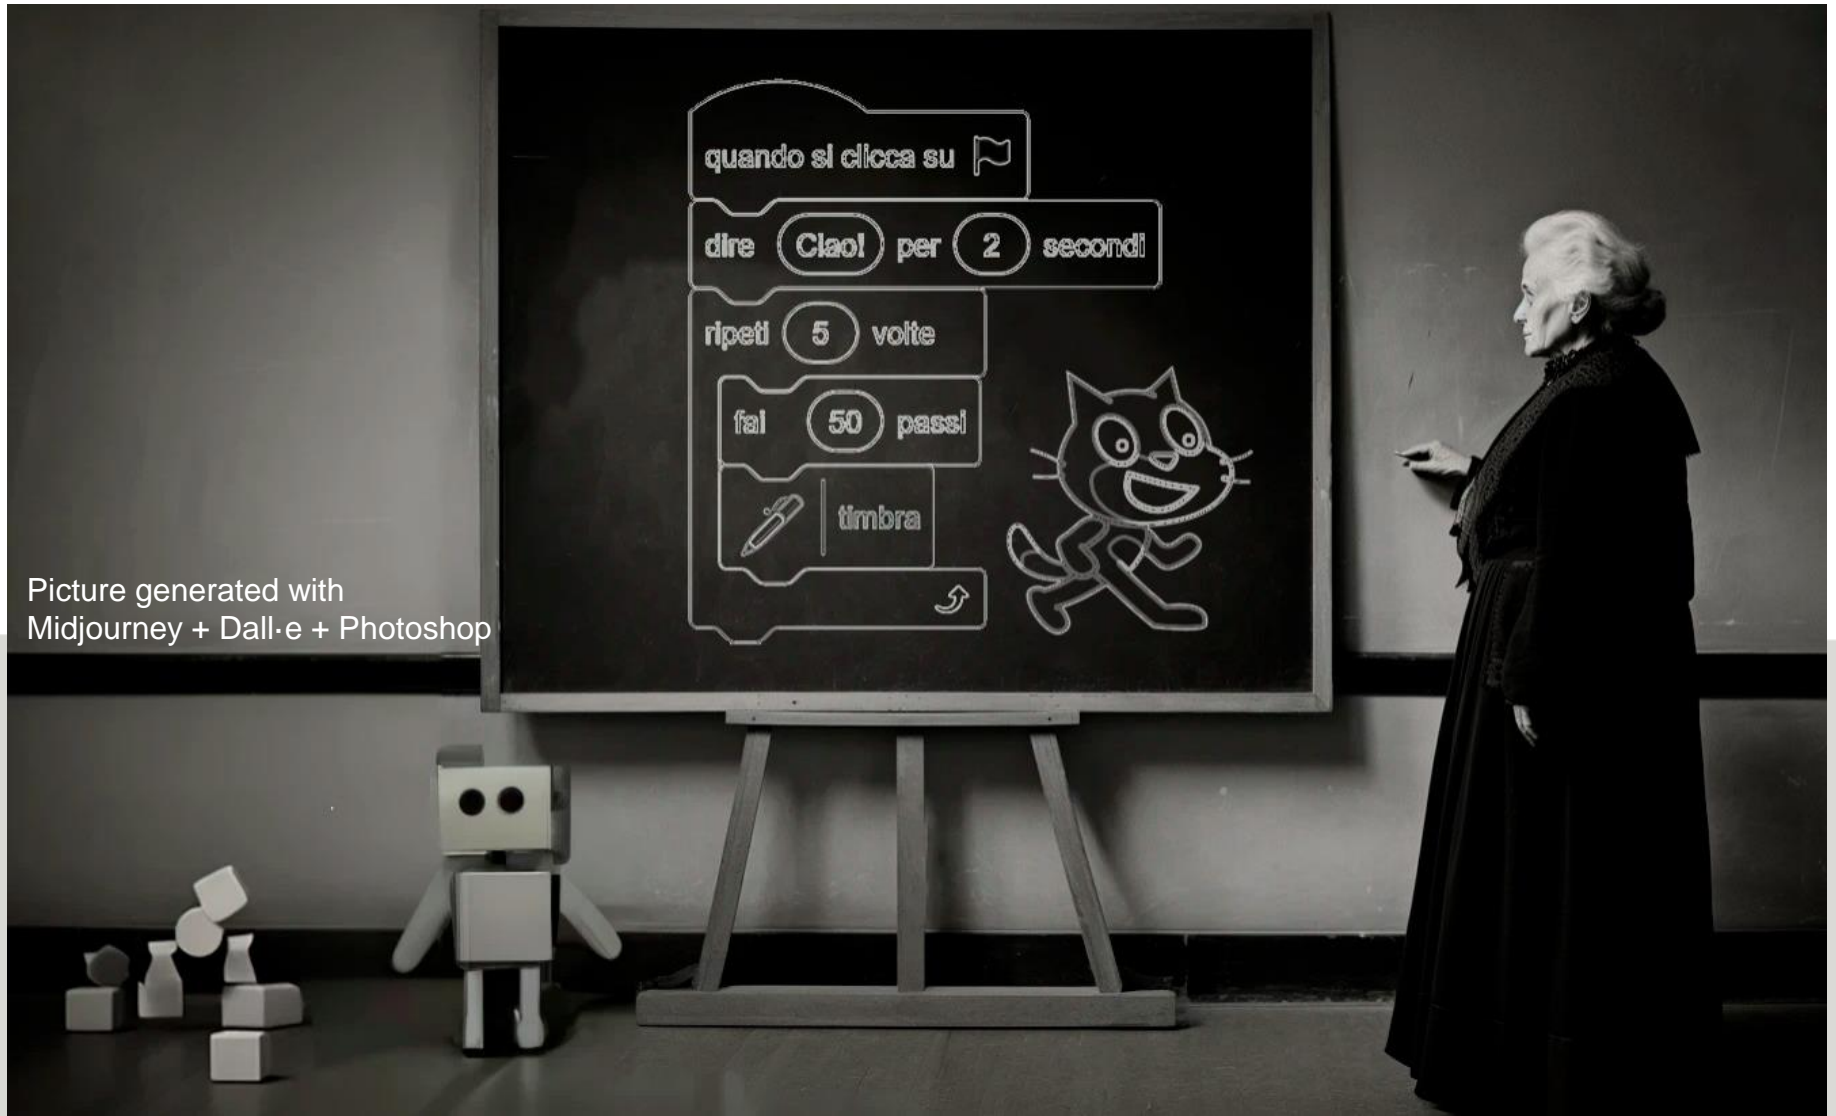 quando si clicca su
dire Ciao! per 2 secondi
ripeti 5 volte
fai 50 passi
timbra
Picture generated with
Midjourney + Dall·e + Photoshop